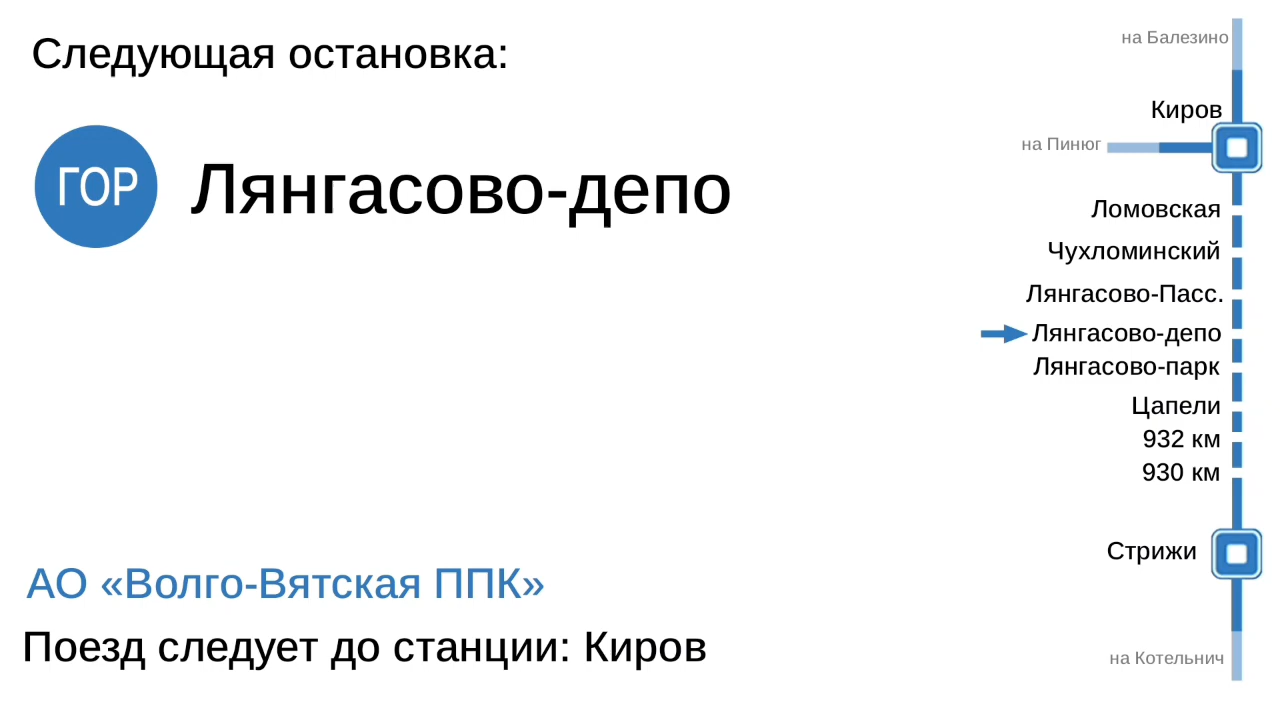 Следующая остановка:
ГОР
Лянгасово-депо
АО «Волго-Вятская ППК»
Поезд следует до станции: Киров
на Балезино
Киров
на Пинюг
Ломовская
Чухломинский
Лянгасово-Пасс.
Лянгасово-депо
Лянгасово-парк
Цапели
932 км
930 км
Стрижи
на Котельнич